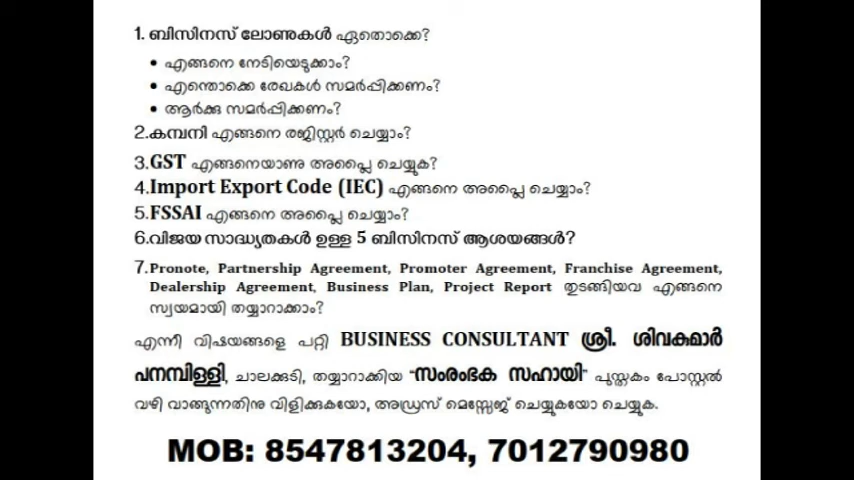 1. ബിസിനസ് ലോണുകൾ ഏതൊക്കെ?
• എങ്ങനെ നേടിയെടുക്കാം?
• എന്തൊക്കെ രേഖകൾ സമർപ്പിക്കണം?
• ആർക്കു സമർപ്പിക്കണം?
2.കമ്പനി എങ്ങനെ രജിസ്റ്റർ ചെയ്യാം?
3.GST എങ്ങനെയാണു അപ്ലൈ ചെയ്യുക?
4.Import Export Code (IEC) എങ്ങനെ അപ്ലൈ ചെയ്യാം?
5.FSSAI എങ്ങനെ അപ്ലൈ ചെയ്യാം?
6.വിജയ സാദ്ധ്യതകൾ ഉള്ള 5 ബിസിനസ് ആശയങ്ങൾ?
7.Pronote, Partnership Agreement, Promoter Agreement, Franchise Agreement,
Dealership Agreement, Business Plan, Project Report തുടങ്ങിയവ എങ്ങനെ
സ്വയമായി തയ്യാറാക്കാം?
എന്നീ വിഷയങ്ങളെ പറ്റി BUSINESS CONSULTANT ശ്രീ. ശിവകുമാർ
പനമ്പിള്ളി, ചാലക്കുടി, തയ്യാറാക്കിയ "സംരംഭക സഹായി" പുസ്തകം പോസ്റ്റൽ
വഴി വാങ്ങുന്നതിനു വിളിക്കുകയോ, അഡ്രസ് മെസ്സേജ് ചെയ്യുകയോ ചെയ്യുക.
MOB: 8547813204, 7012790980